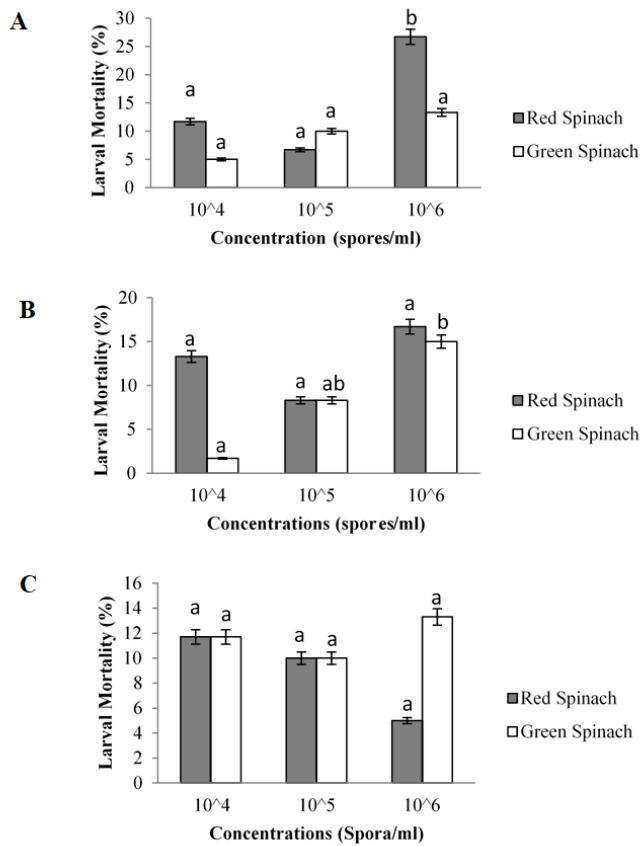 A
Larval Mortality (%)
30
25
20
15
10
5
0
a
a
a
a
b
a
10^4
10^5
10^6
Concentration (spores/ml)
Red Spinach
Green Spinach
B
Larval Mortality (%)
20
15
10
5
0
a
a
a
ab
a
b
10^4
10^5
10^6
Concentrations (spores/ml)
Red Spinach
Green Spinach
C
Larval Mortality (%)
16
14
12
10
8
6
4
2
0
a
a
a
a
a
a
10^4
10^5
10^6
Concentrations (Spora/ml)
Red Spinach
Green Spinach